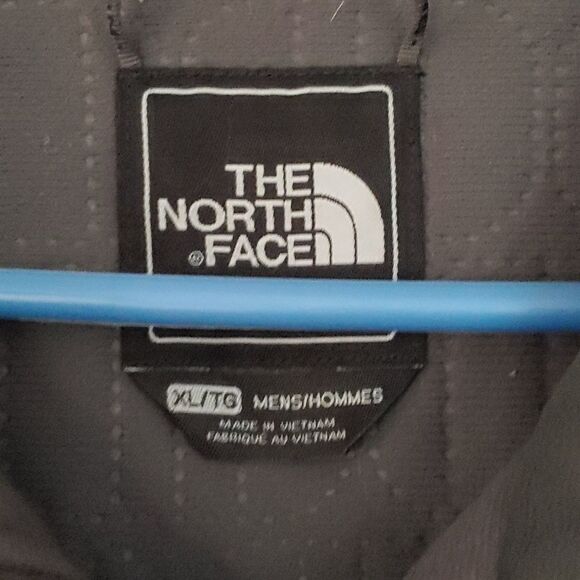 THE
NORTH
®FACE
XL/TG MENS/HOMMES
MADE IN VIETNAM
FABRIQUÉ AU VIETNAM